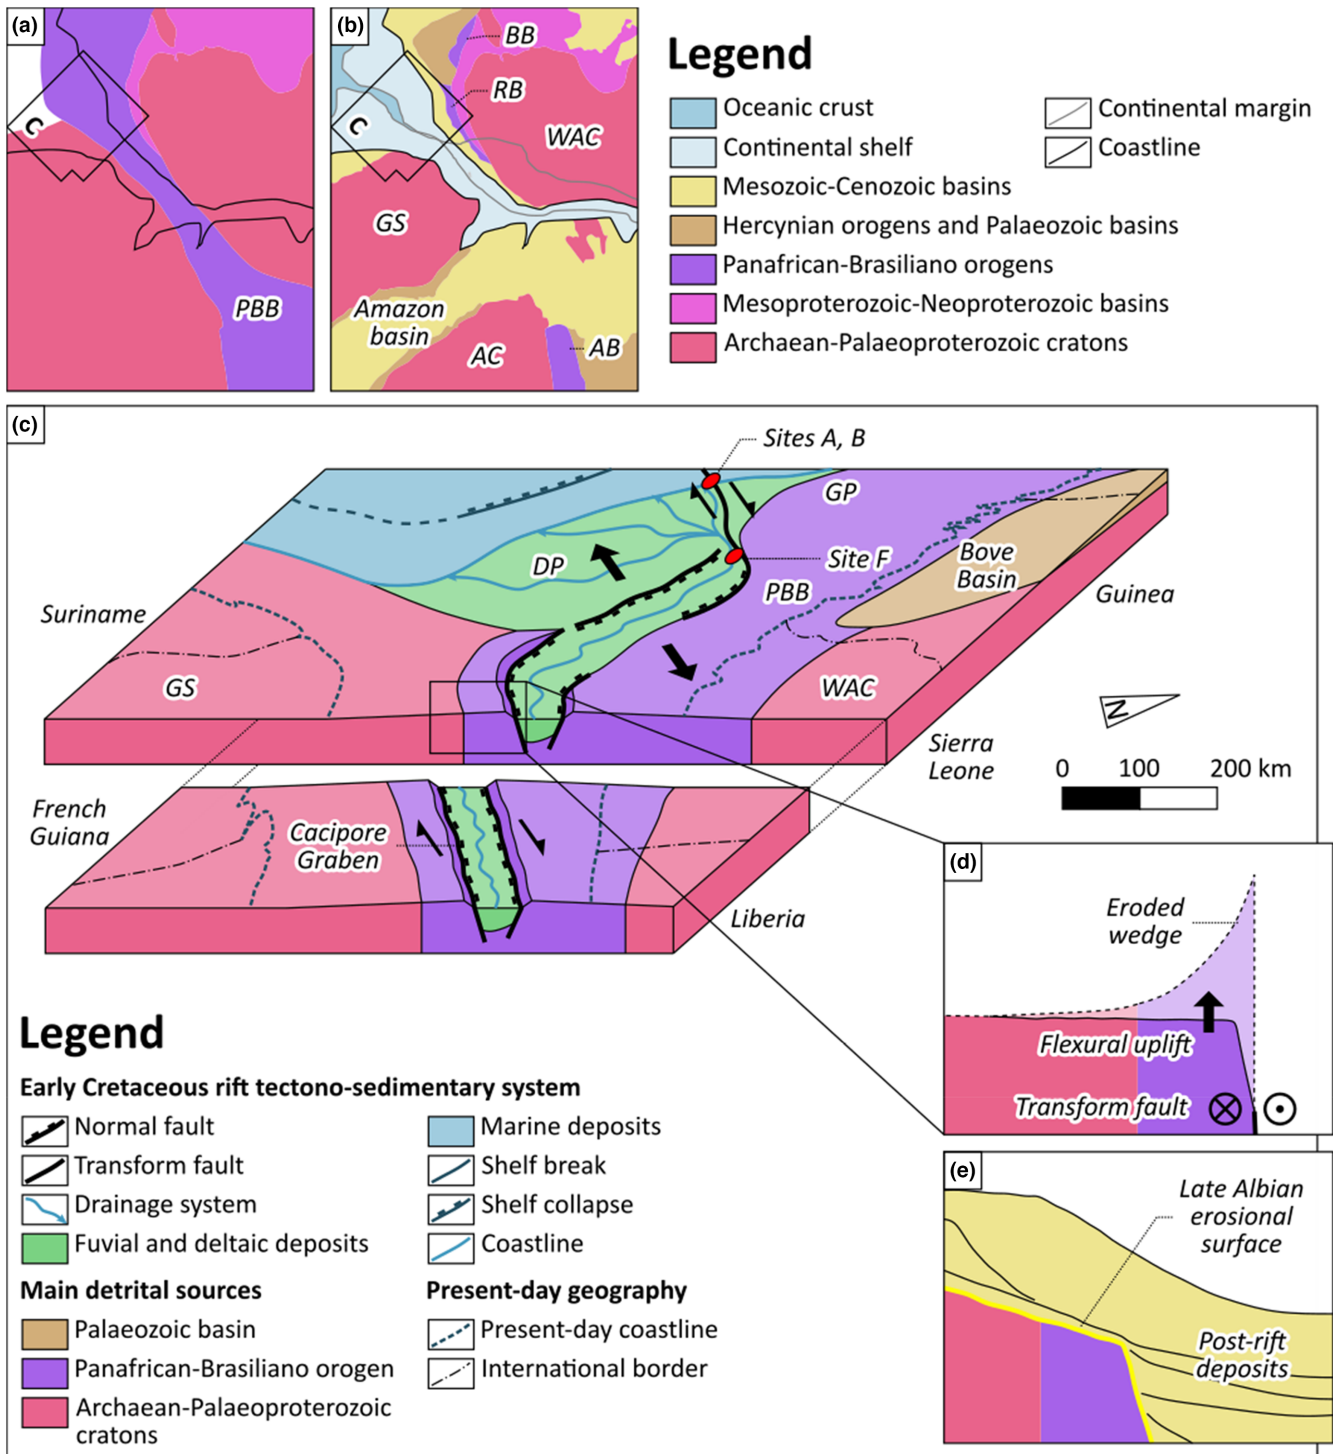 (a)
C
PBB
(b)
BB
RB
C
WAC
GS
Amazon
basin
AC
AB
Legend
Oceanic crust
Continental shelf
Mesozoic-Cenozoic basins
Hercynian orogens and Palaeozoic basins
Panafrican-Brasiliano orogens
Mesoproterozoic-Neoproterozoic basins
Archaean-Palaeoproterozoic cratons
Continental margin
Coastline
(c)
Sites A, B
GP
DP
Site F
Bove
Basin
PBB
Suriname
Guinea
GS
WAC
N
Sierra
Leone
0 100 200 km
French
Guiana
Cacipore
Graben
Liberia
(d)
Eroded
wedge
Flexural uplift
Transform fault
(e)
Late Albian
erosional
surface
Post-rift
deposits
Legend
Early Cretaceous rift tectono-sedimentary system
Normal fault
Transform fault
Drainage system
Fuvial and deltaic deposits
Marine deposits
Shelf break
Shelf collapse
Coastline
Main detrital sources
Palaeozoic basin
Panafrican-Brasiliano orogen
Archaean-Palaeoproterozoic
cratons
Present-day geography
Present-day coastline
International border